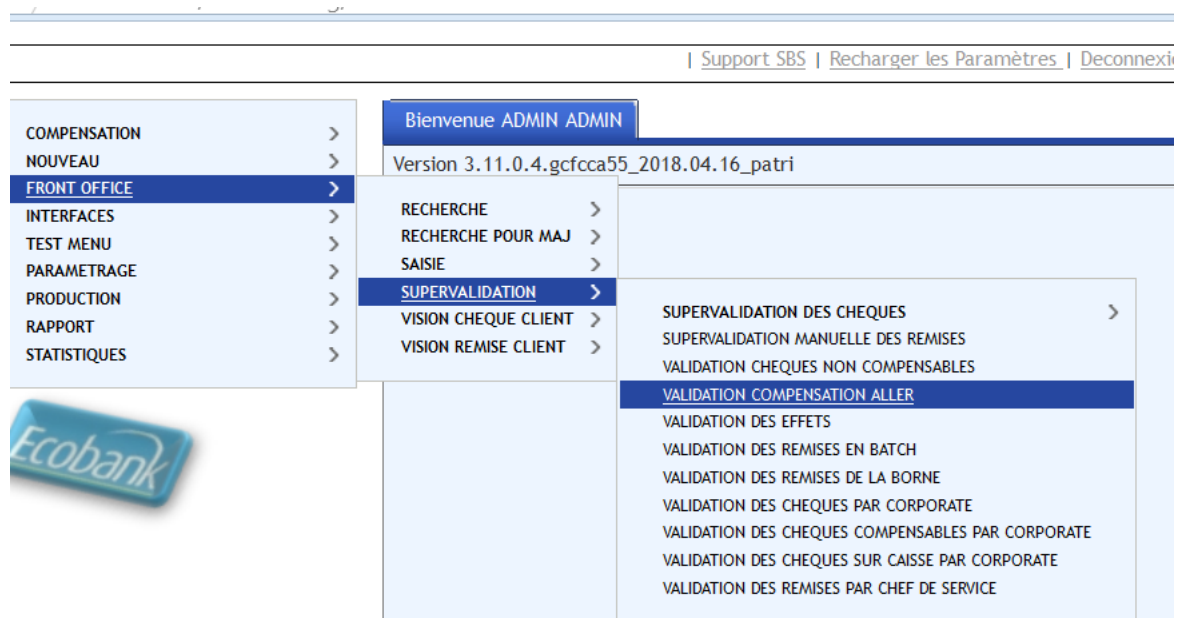 | Support SBS | Recharger les Paramètres | Deconnexi
Bienvenue ADMIN ADMIN
Version 3.11.0.4.gcfcca55_2018.04.16_patri
COMPENSATION
NOUVEAU
FRONT OFFICE
INTERFACES
TEST MENU
PARAMETRAGE
PRODUCTION
RAPPORT
STATISTIQUES
Ecobank
RECHERCHE
RECHERCHE POUR MAJ
SAISIE
SUPERVALIDATION
VISION CHEQUE CLIENT
VISION REMISE CLIENT
SUPERVALIDATION DES CHEQUES
SUPERVALIDATION MANUELLE DES REMISES
VALIDATION CHEQUES NON COMPENSABLES
VALIDATION COMPENSATION ALLER
VALIDATION DES EFFETS
VALIDATION DES REMISES EN BATCH
VALIDATION DES REMISES DE LA BORNE
VALIDATION DES CHEQUES PAR CORPORATE
VALIDATION DES CHEQUES COMPENSABLES PAR CORPORATE
VALIDATION DES CHEQUES SUR CAISSE PAR CORPORATE
VALIDATION DES REMISES PAR CHEF DE SERVICE